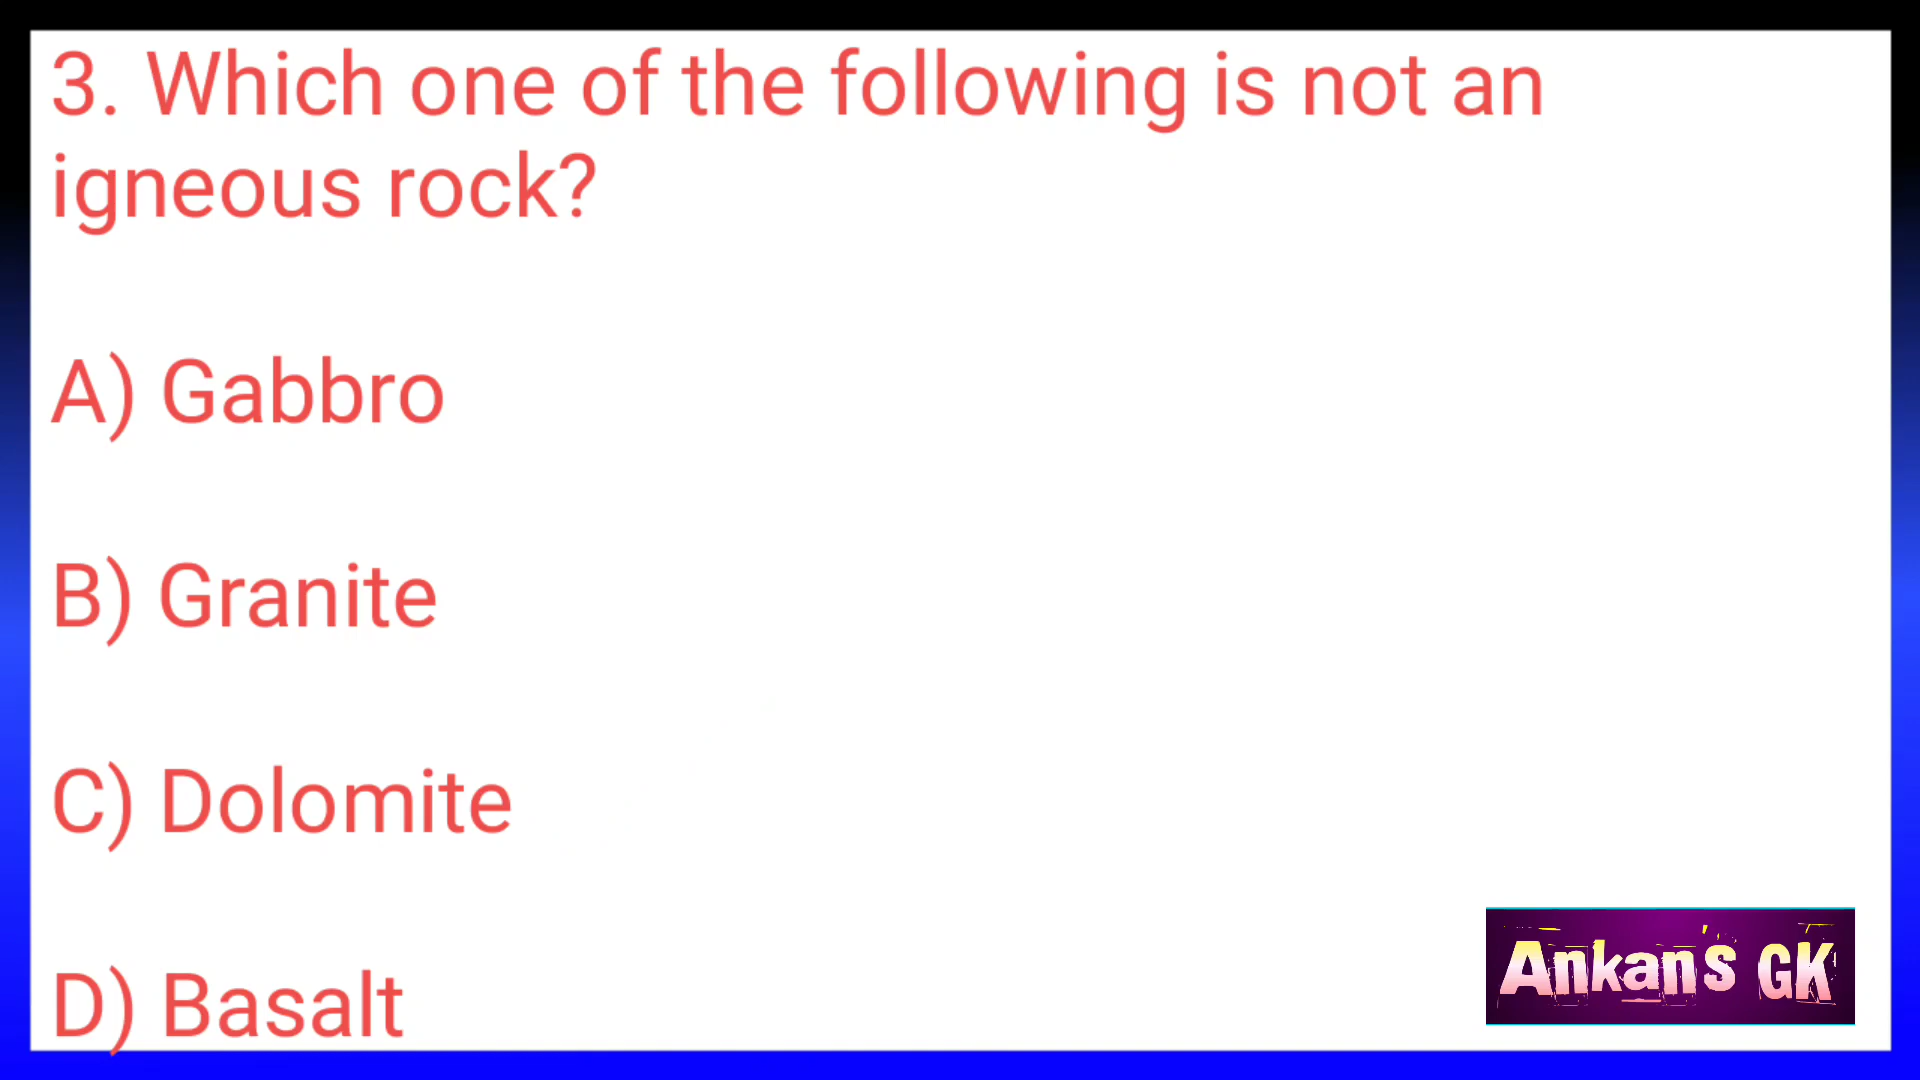 3. Which one of the following is not an
igneous rock?
A) Gabbro
B) Granite
C) Dolomite
D) Basalt
Ankan's GK